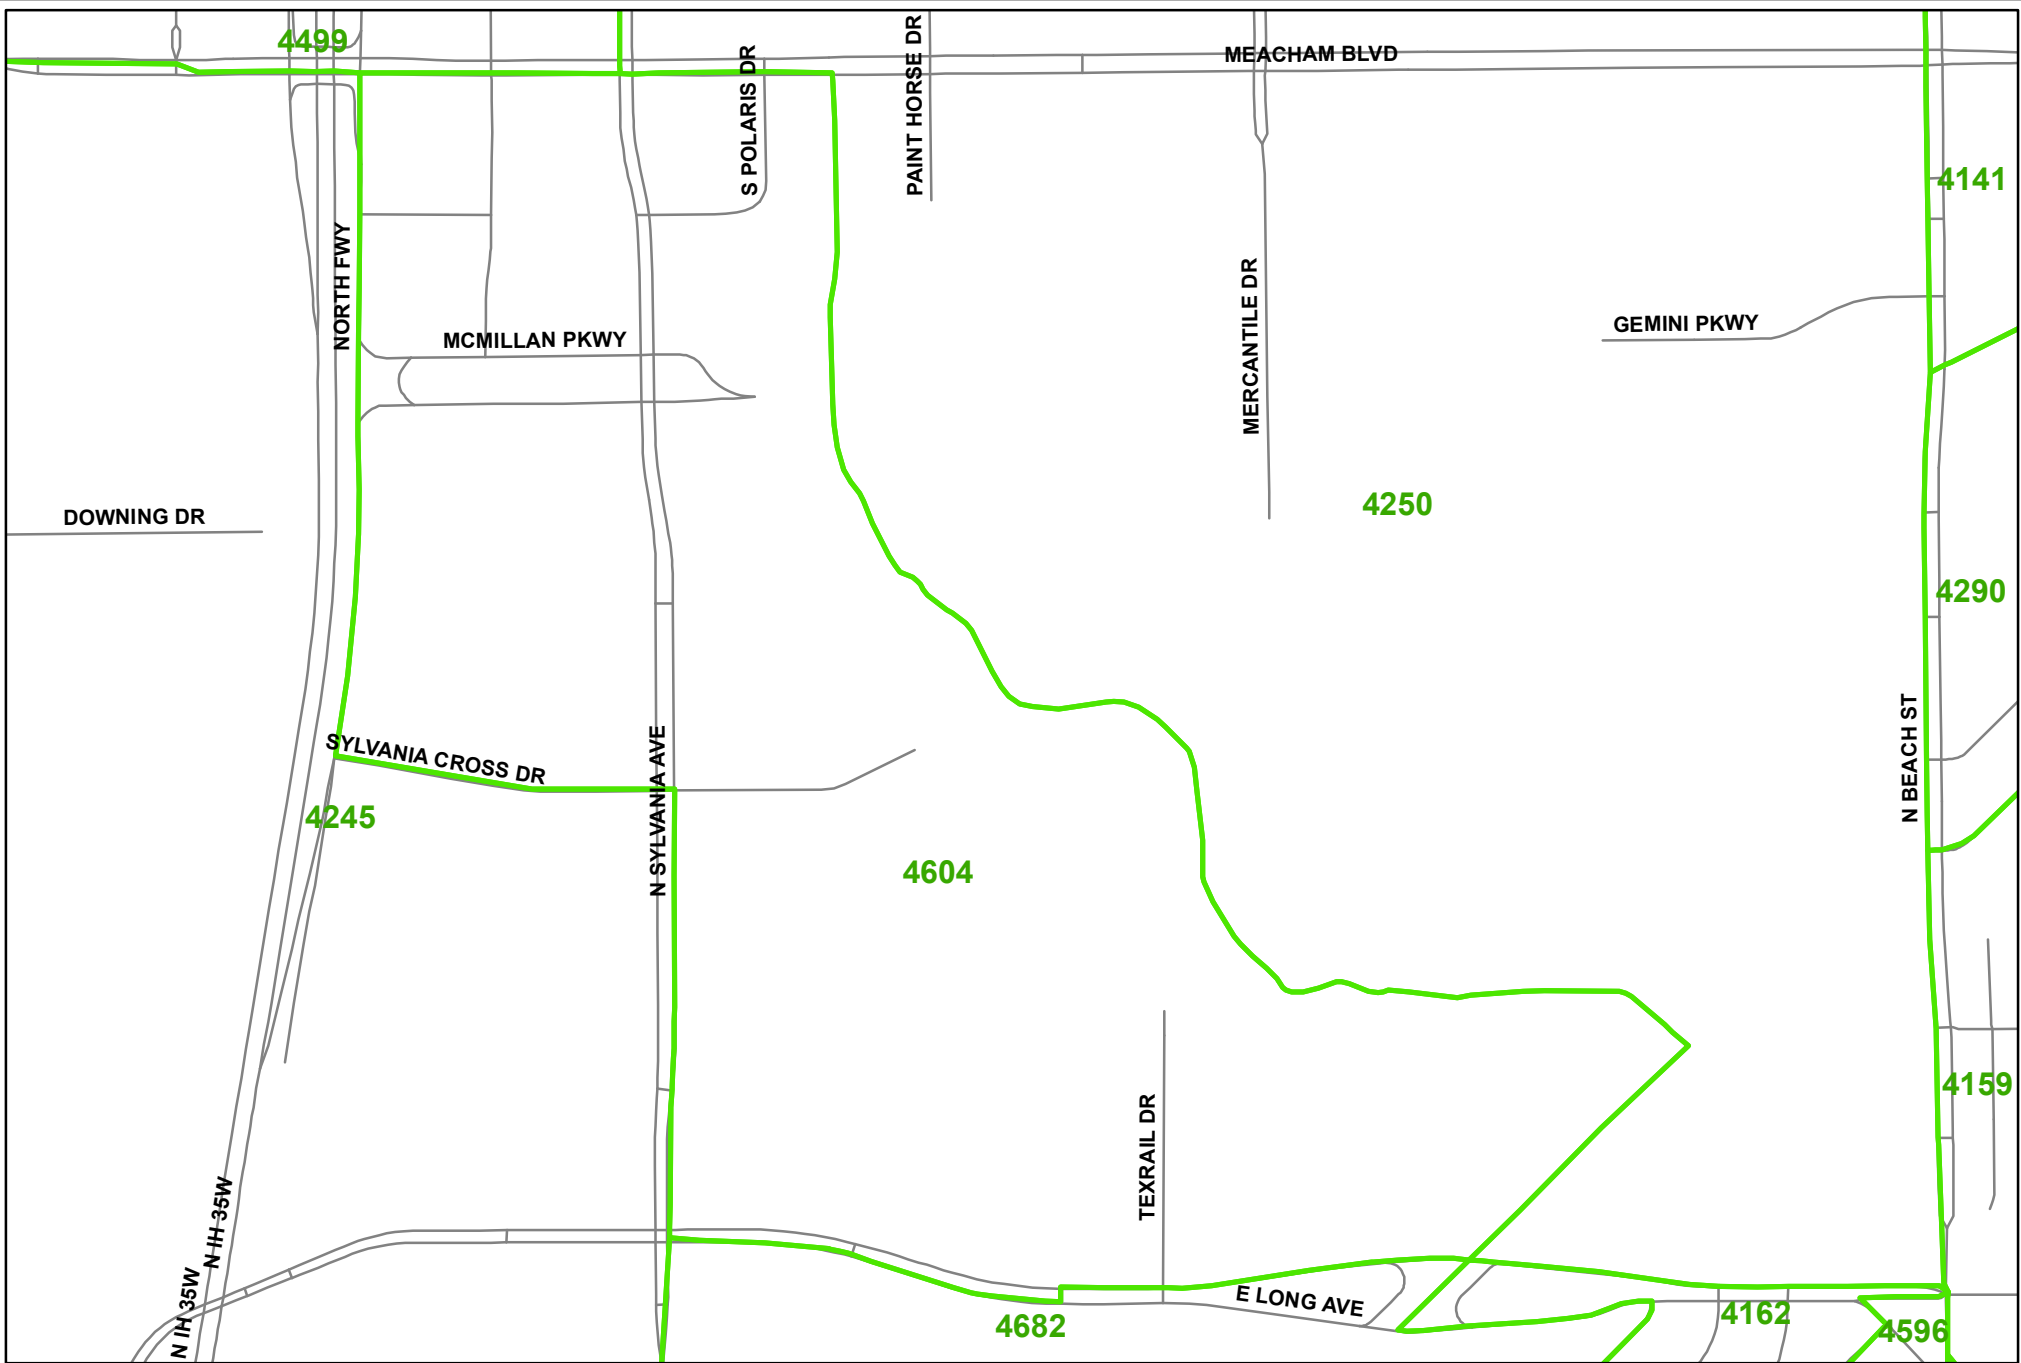 4499
MEACHAM BLVD
S POLARIS DR
PAINT HORSE DR
4141
NORTH FWY
MERCANTILE DR
GEMINI PKWY
MCMILLAN PKWY
4250
DOWNING DR
4290
N BEACH ST
SYLVANIA CROSS DR
4245
N SYLVANIA AVE
4604
4159
TEXRAIL DR
N IH 35W
N IH 35W
E LONG AVE
4682
4162
4596